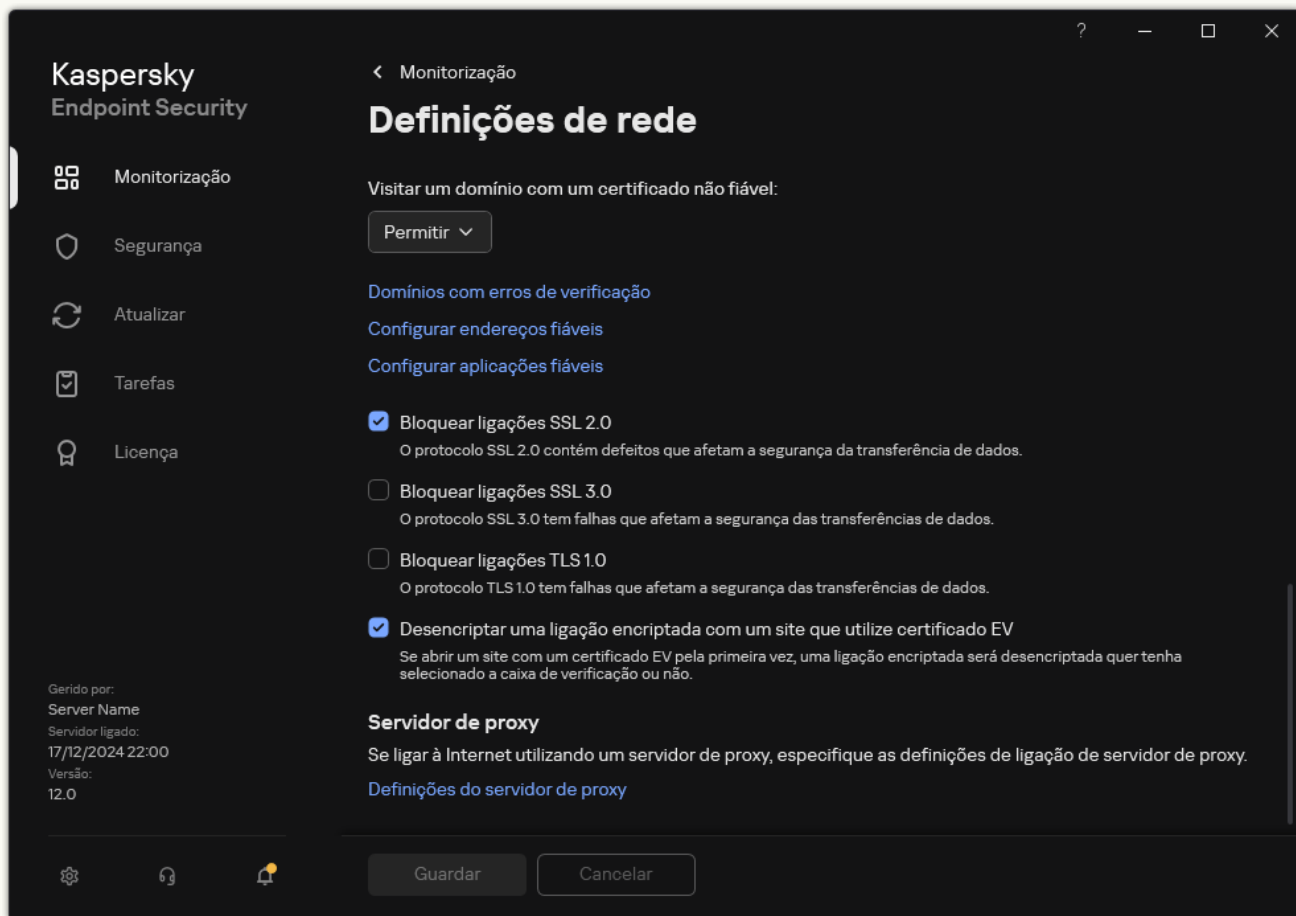 ?
Kaspersky
Endpoint Security
Monitorização
Segurança
Atualizar
Tarefas
Licença
Gerido por:
Server Name
Servidor ligado:
17/12/2024 22:00
Versão:
12.0
Monitorização
Definições de rede
Visitar um domínio com um certificado não fiável:
Permitir
Domínios com erros de verificação
Configurar endereços fiáveis
Configurar aplicações fiáveis
Bloquear ligações SSL 2.0
O protocolo SSL 2.0 contém defeitos que afetam a segurança da transferência de dados.
Bloquear ligações SSL 3.0
O protocolo SSL 3.0 tem falhas que afetam a segurança das transferências de dados.
Bloquear ligações TLS 1.0
O protocolo TLS 1.0 tem falhas que afetam a segurança das transferências de dados.
Desencriptar uma ligação encriptada com um site que utilize certificado EV
Se abrir um site com um certificado EV pela primeira vez, uma ligação encriptada será desencriptada quer tenha
selecionado a caixa de verificação ou não.
Servidor de proxy
Se ligar à Internet utilizando um servidor de proxy, especifique as definições de ligação de servidor de proxy.
Definições do servidor de proxy
Guardar
Cancelar